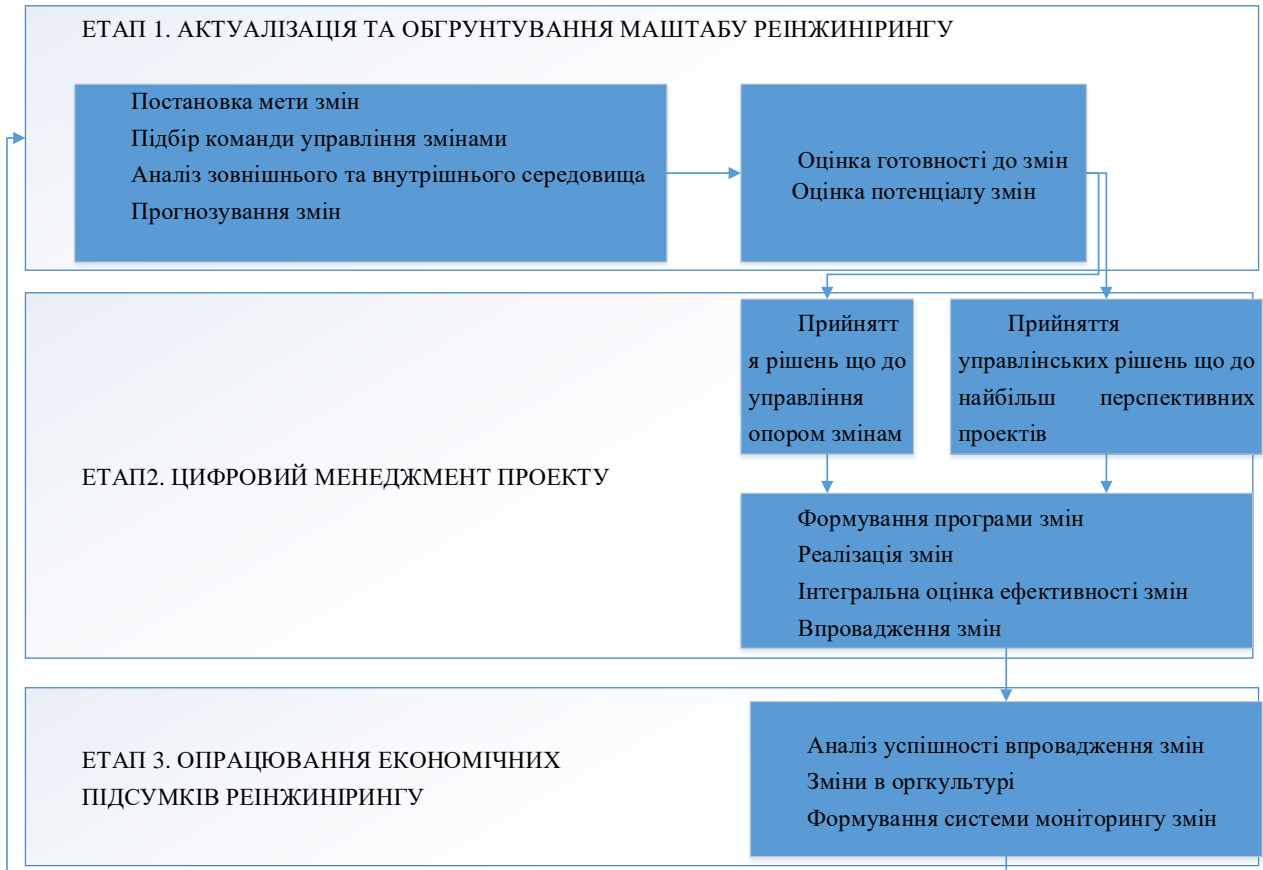 ЕТАП 1. АКТУАЛІЗАЦІЯ ТА ОБГРУНТУВАННЯ МАШТАБУ РЕІНЖИНІРИНГУ
Постановка мети змін
Підбір команди управління змінами
Аналіз зовнішнього та внутрішнього середовища
Прогнозування змін
Оцінка готовності до змін
Оцінка потенціалу змін
Прийнятт
я рішень що до
управління
опором змінам
Прийняття
управлінських рішень що до
найбільш перспективних
проектів
ЕТАП2. ЦИФРОВИЙ МЕНЕДЖМЕНТ ПРОЕКТУ
Формування програми змін
Реалізація змін
Інтегральна оцінка ефективності змін
Впровадження змін
ЕТАП 3. ОПРАЦЮВАННЯ ЕКОНОМІЧНИХ
ПІДСУМКІВ РЕІНЖИНІРИНГУ
Аналіз успішності впровадження змін
Зміни в оргкультурі
Формування системи моніторингу змін